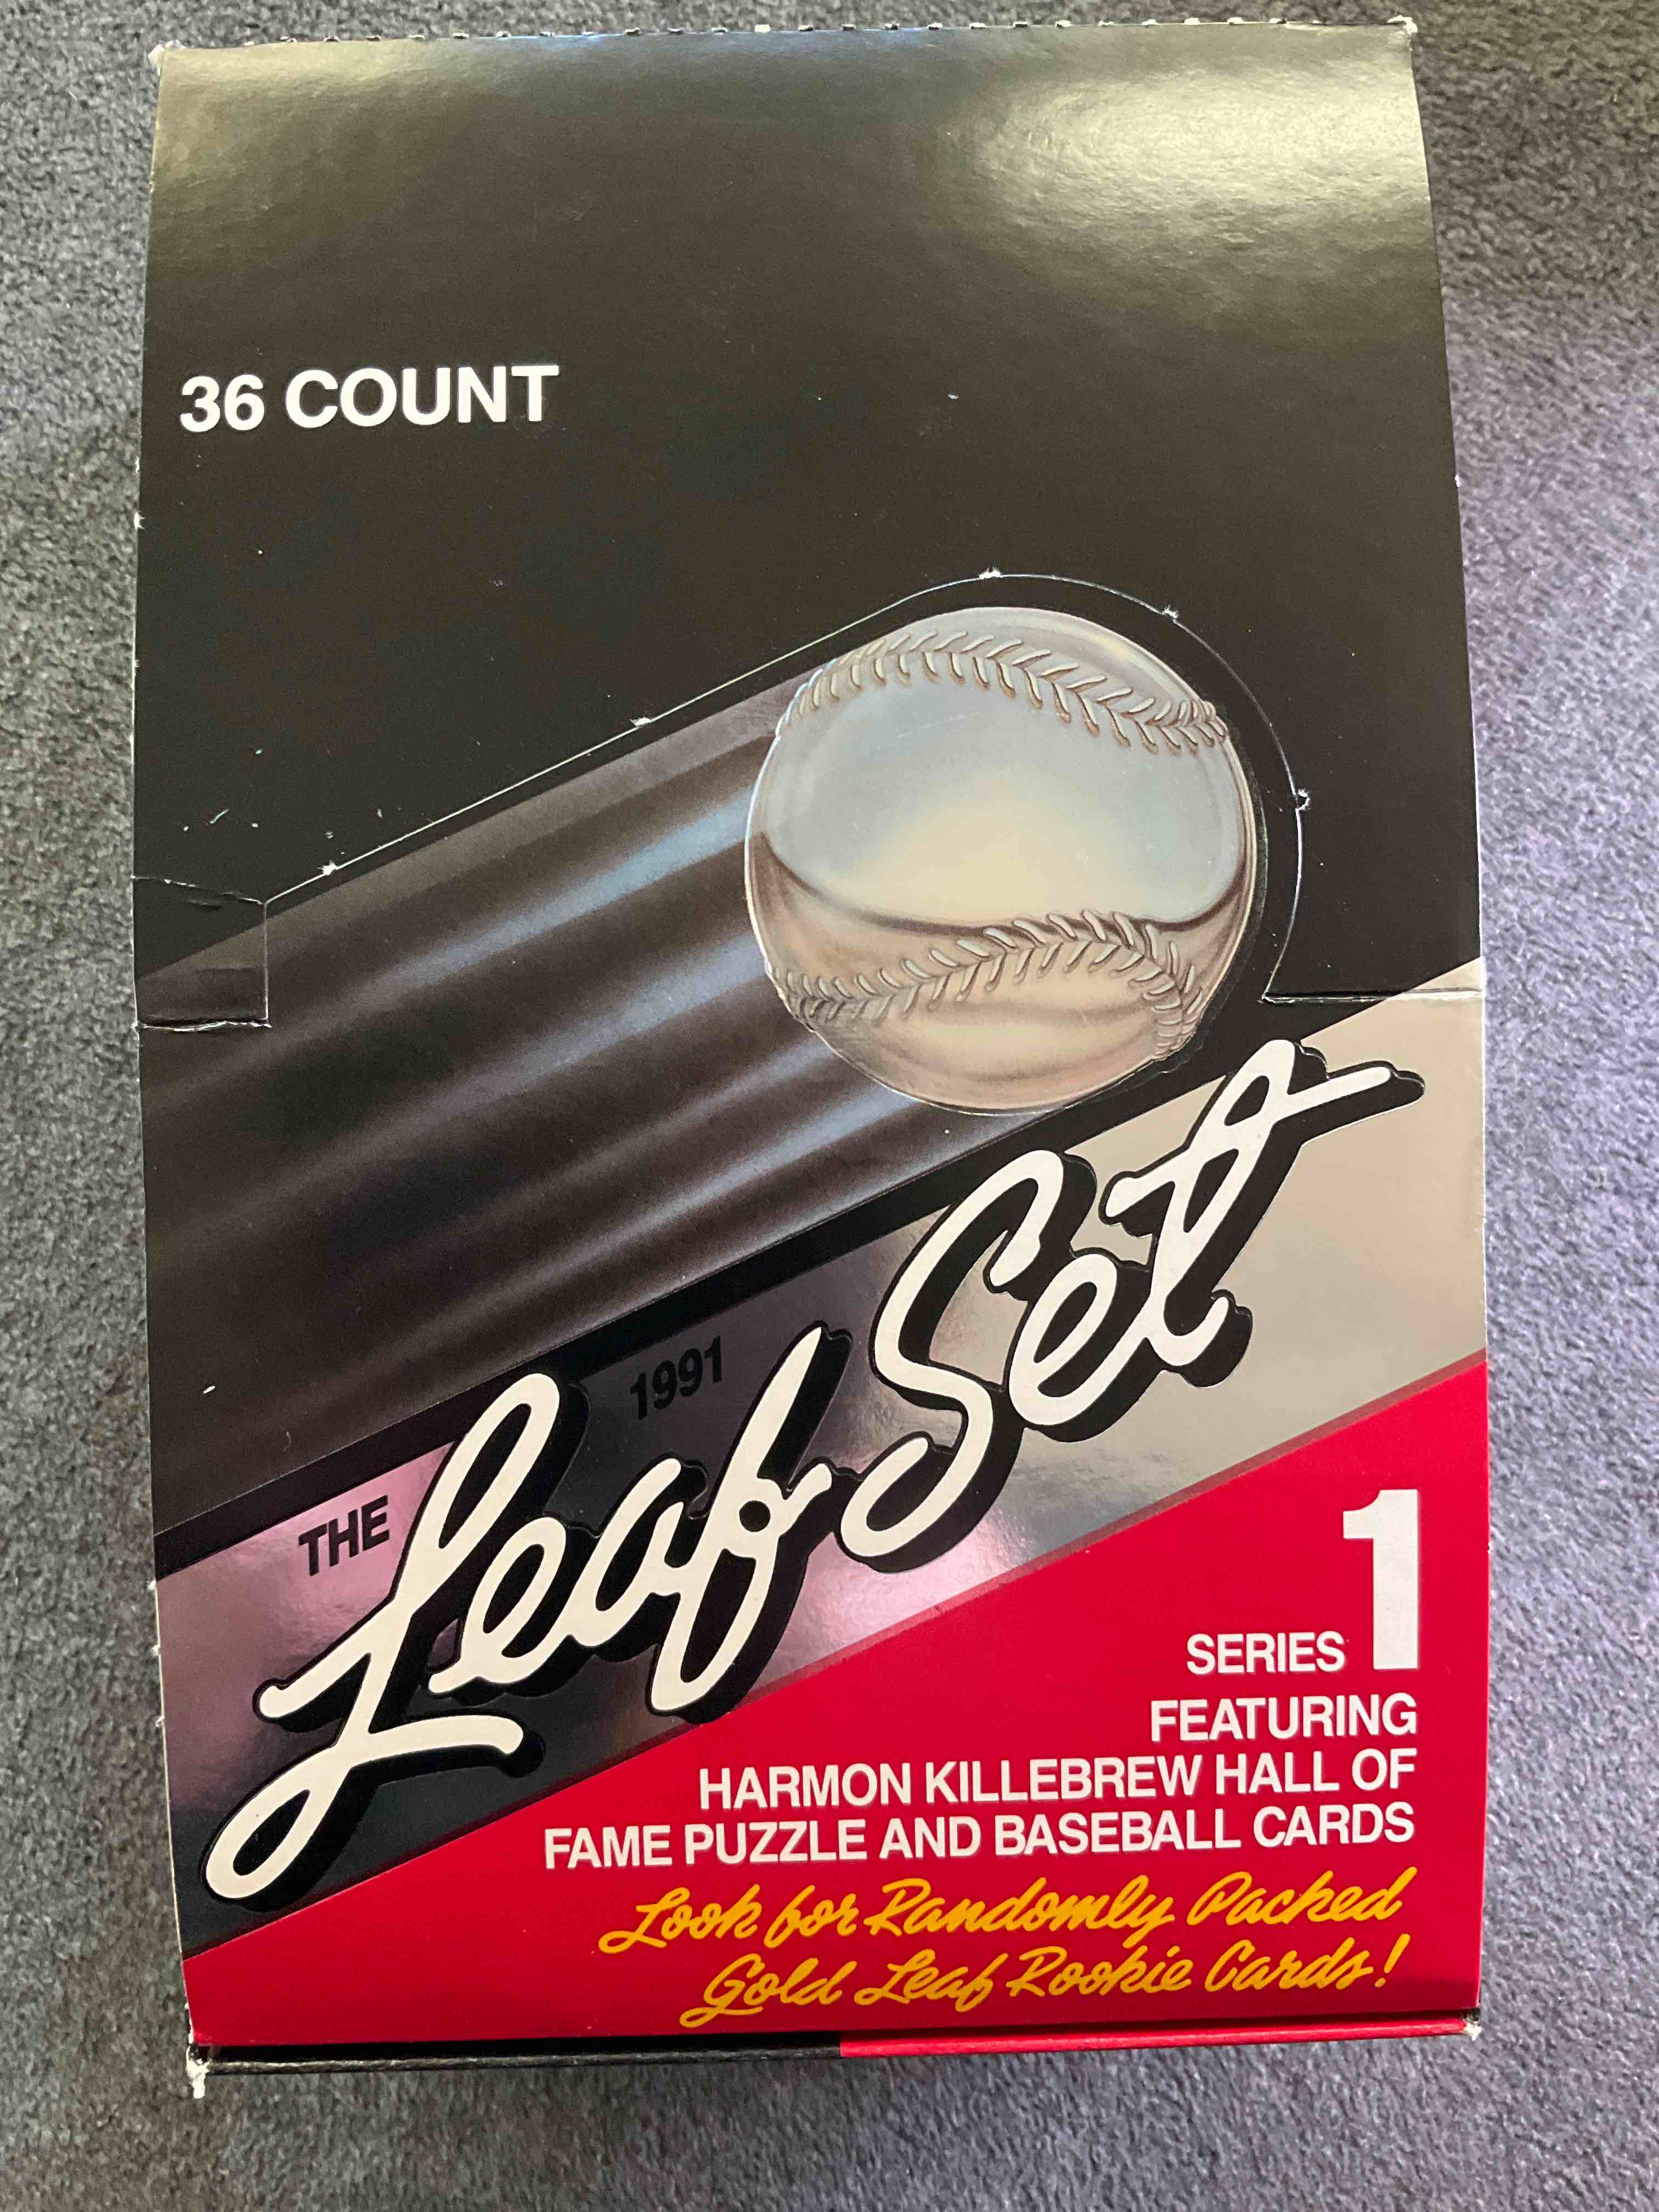 36 COUNT
THE 1991
Leaf Set
SERIES 1
FEATURING
HARMON KILLEBREW HALL OF
FAME PUZZLE AND BASEBALL CARDS
Look for Randomly Packed
Gold Leaf Rookie Cards!